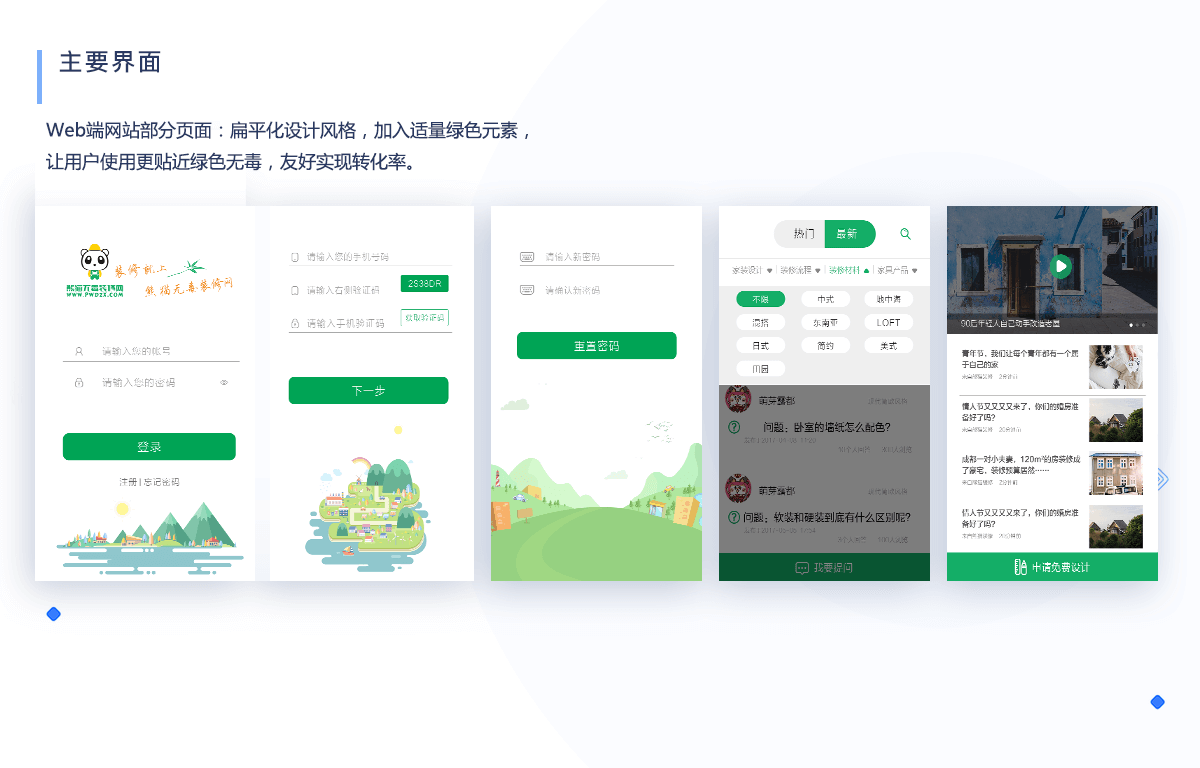 主要界面
Web端网站部分页面：扁平化设计风格，加入适量绿色元素，
让用户使用更贴近绿色无毒，友好实现转化率。
装修就上
熊猫无毒装修网
熊猫无毒装饰网
WWW.PWDZX.COM
请输入您的帐号
请输入您的密码
登录
注册|忘记密码
请输入您的手机号码
请输入右侧验证码
2S38DR
请输入手机验证码
获取验证码
下一步
请输入新密码
请确认新密码
重置密码
热门
最新
家装设计
装修流程
装修材料
家具产品
不限
中式
地中海
混搭
东南亚
LOFT
日式
简约
美式
田园
萌芽露都
问题：卧室的墙纸怎么配色?
萌芽露都
问题：软装和硬装到底有什么区别呢?
我要提问
90后年轻人自己动手改造老屋
青年节，我们让每个青年都有一个属
于自己的家
情人节又又又又来了，你们的婚房准
备好了吗?
成都一对小夫妻，120m²的房装修成
了豪宅，装修预算居然······
情人节又又又又来了，你们的婚房准
备好了吗?
申请免费设计